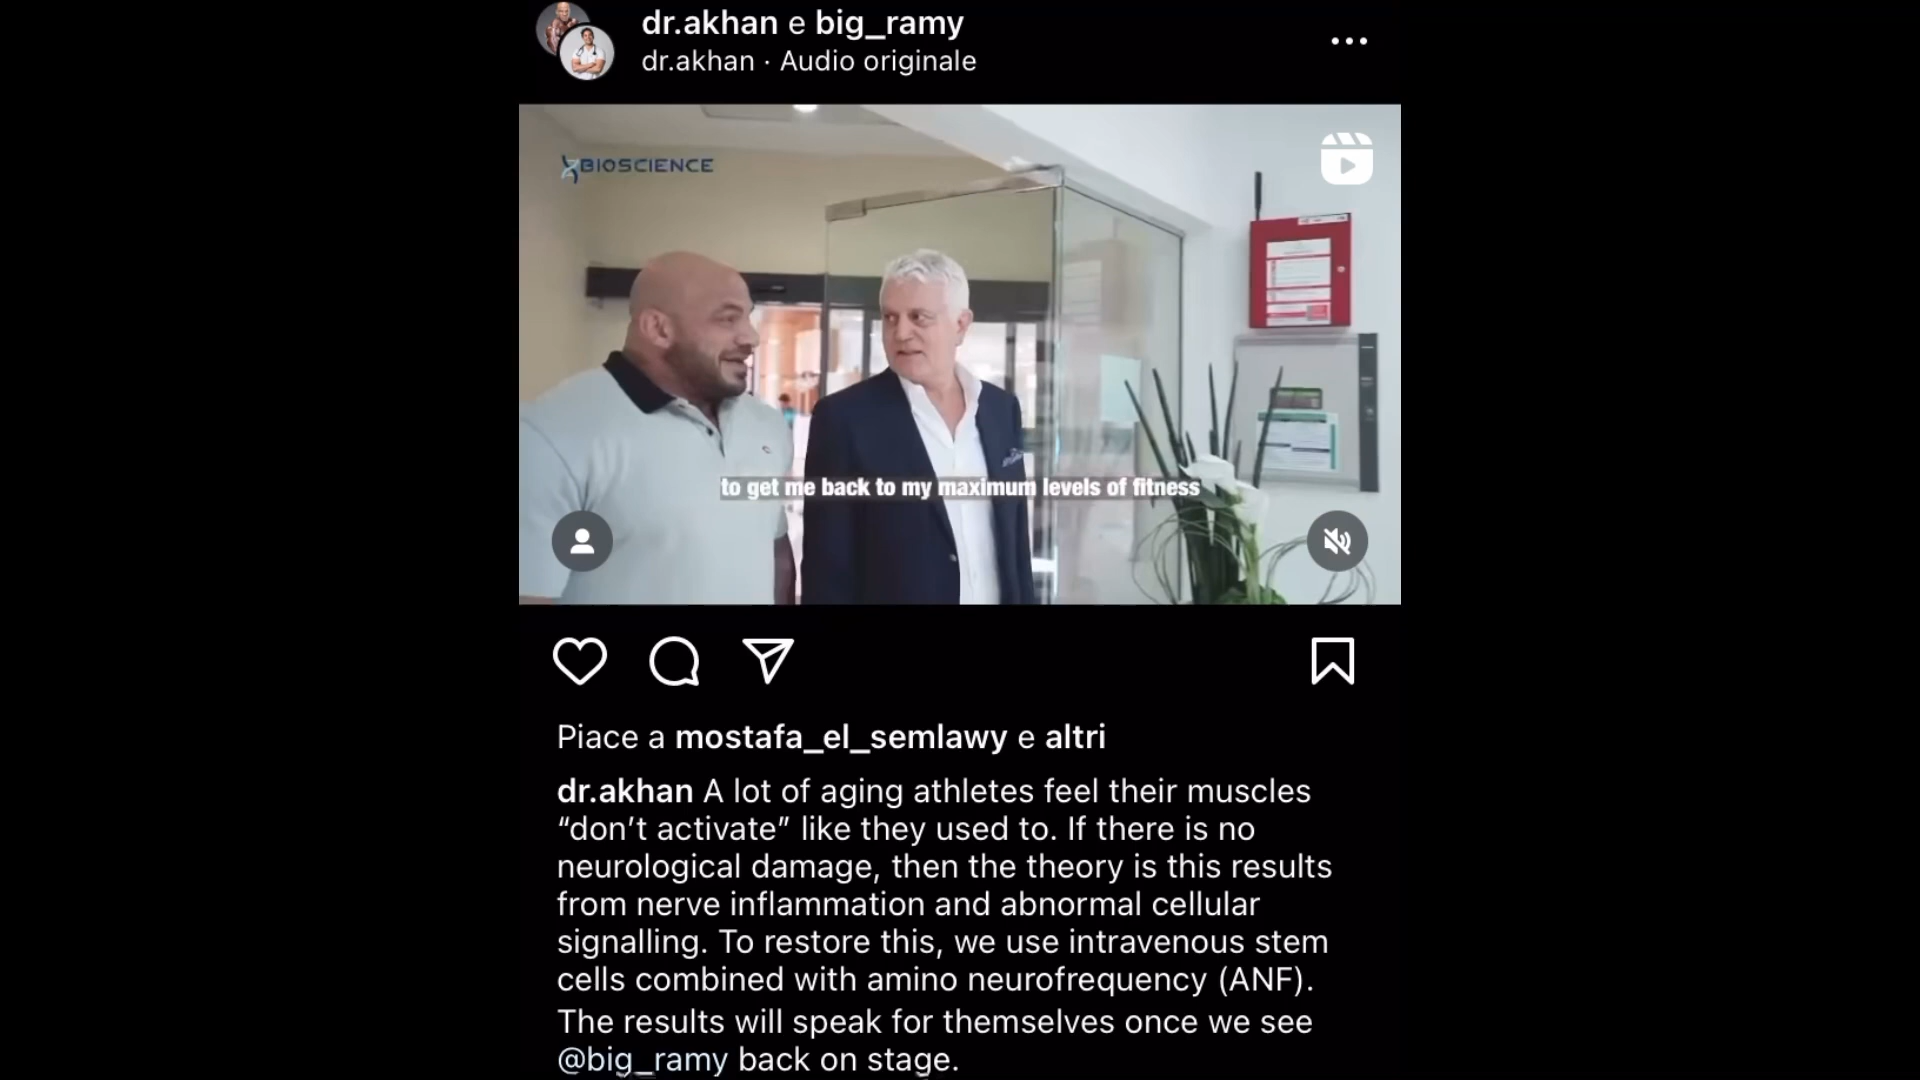 dr.akhan e big_ramy
dr.akhan · Audio originale
BIOSCIENCE
to get me back to my maximum levels of fitness
Piace a mostafa_el_semlawy e altri
dr.akhan A lot of aging athletes feel their muscles
“don’t activate” like they used to. If there is no
neurological damage, then the theory is this results
from nerve inflammation and abnormal cellular
signalling. To restore this, we use intravenous stem
cells combined with amino neurofrequency (ANF).
The results will speak for themselves once we see
@big_ramy back on stage.